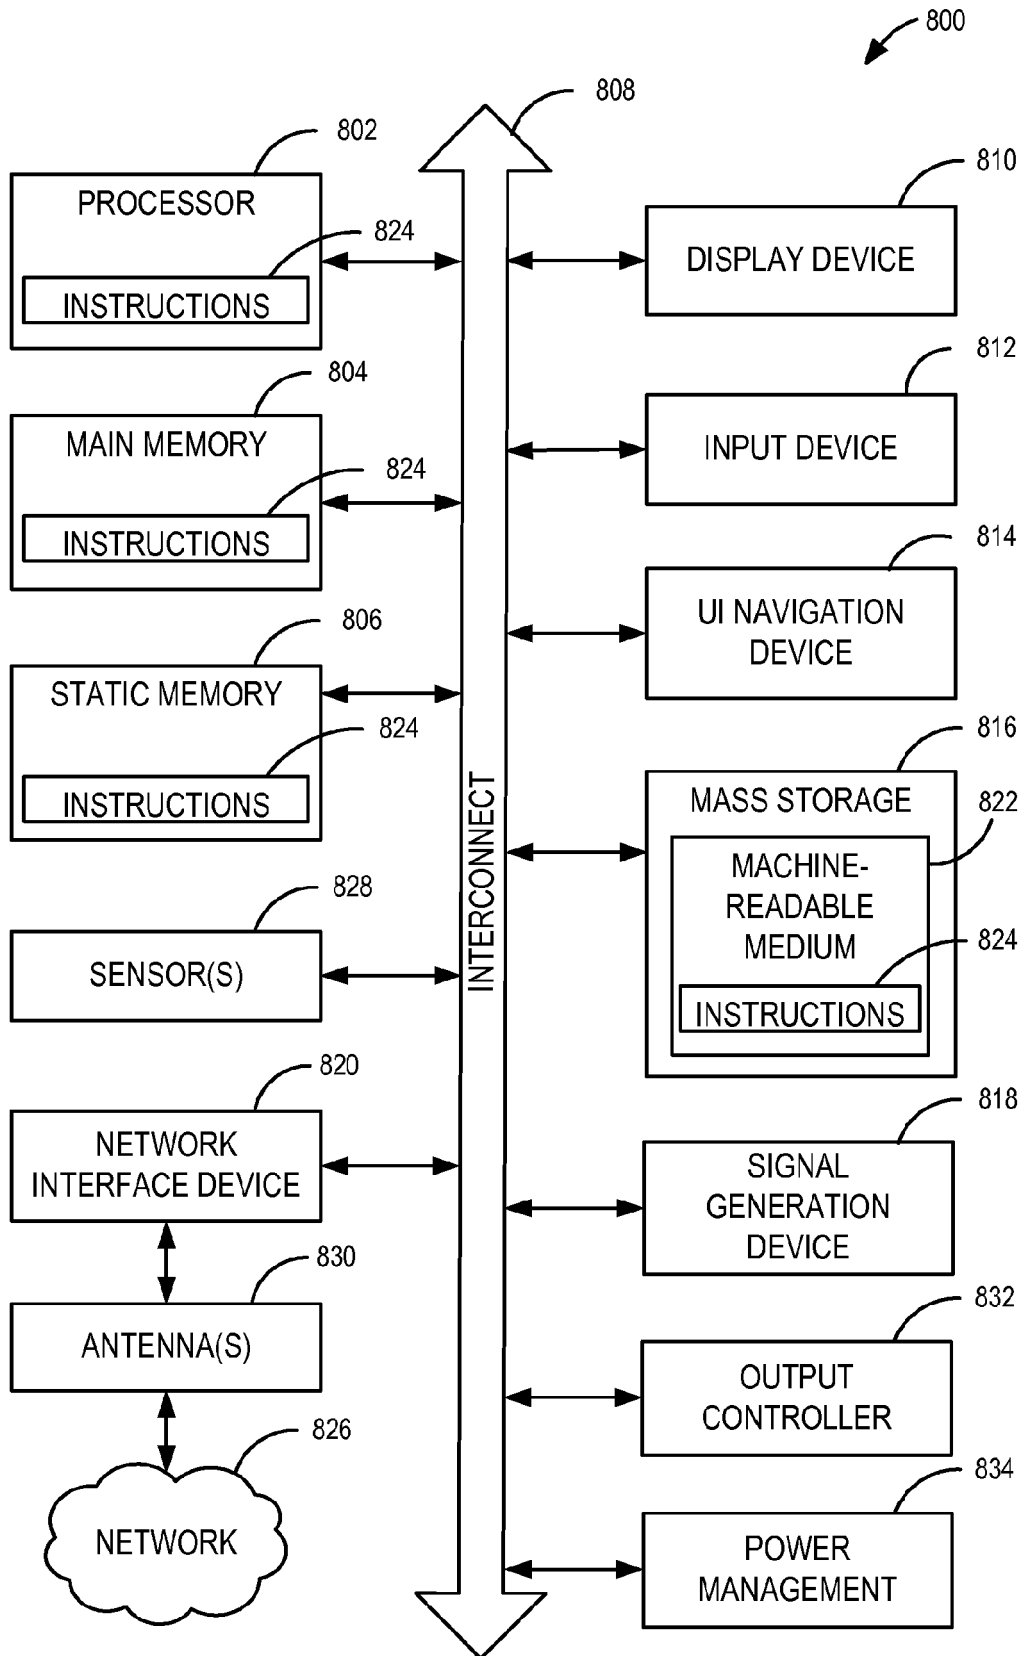 800
808
802
PROCESSOR
824
INSTRUCTIONS
804
MAIN MEMORY
824
INSTRUCTIONS
806
STATIC MEMORY
824
INSTRUCTIONS
828
SENSOR(S)
820
NETWORK
INTERFACE DEVICE
830
ANTENNA(S)
826
NETWORK
INTERCONNECT
810
DISPLAY DEVICE
812
INPUT DEVICE
814
UI NAVIGATION
DEVICE
816
MASS STORAGE
822
MACHINE-
READABLE
MEDIUM
824
INSTRUCTIONS
818
SIGNAL
GENERATION
DEVICE
832
OUTPUT
CONTROLLER
834
POWER
MANAGEMENT